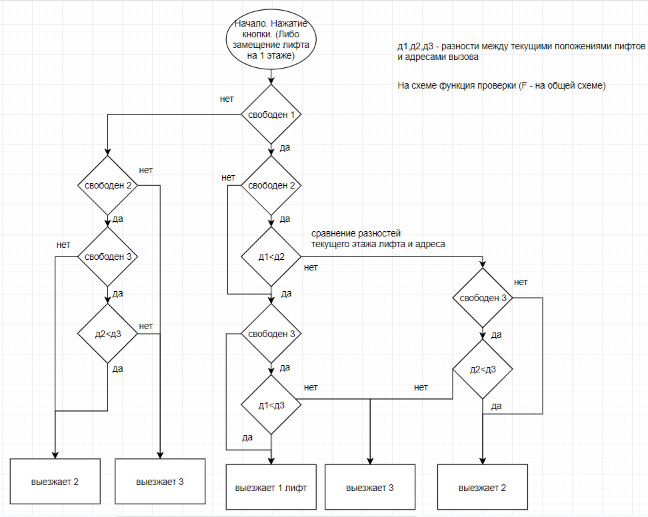 Начало. Нажатие
кнопки. (Либо
замещение лифта
на 1 этаже)
д1,д2,д3 - разности между текущими положениями лифтов
и адресами вызова
На схеме функция проверки (F - на общей схеме)
нет
свободен 1
да
свободен 2
нет
да
нет
свободен 2
да
нет
свободен 3
да
д1<д2
сравнение разностей
текущего этажа лифта и адреса
нет
да
свободен 3
нет
да
д2<д3
нет
да
свободен 3
да
д2<д3
нет
да
д1<д3
нет
да
выезжает 2
выезжает 3
выезжает 1 лифт
выезжает 3
выезжает 2